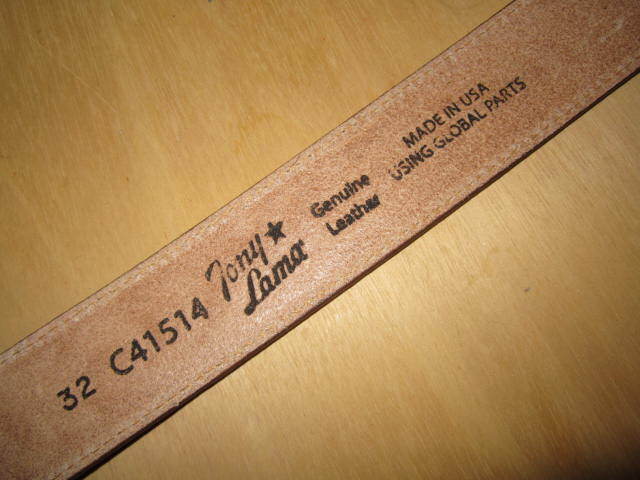 32 C41514
Tony
Lama
Genuine
Leather
MADE IN USA
USING GLOBAL PARTS